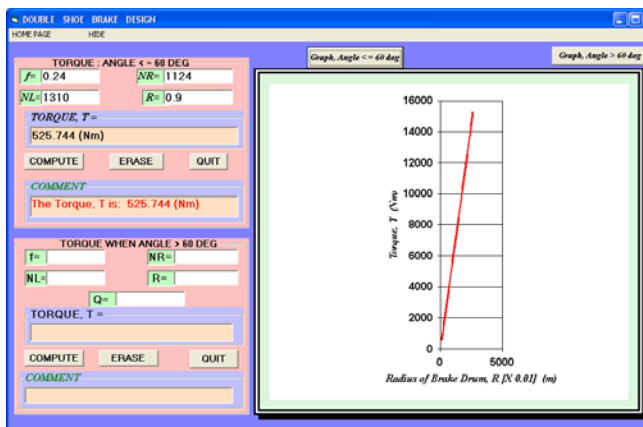 DOUBLE SHOE BRAKE DESIGN
HOME PAGE HIDE
TORQUE : ANGLE <= 60 DEG
f= 0.24 NR= 1124
NL= 1310 R= 0.9
TORQUE, T =
525.744 (Nm)
COMPUTE ERASE QUIT
COMMENT
The Torque, T is: 525.744 (Nm)
TORQUE WHEN ANGLE > 60 DEG
f= NR=
NL= R=
Q=
TORQUE, T =
COMPUTE ERASE QUIT
COMMENT
Graph, Angle <= 60 deg Graph, Angle > 60 deg
16000
14000
12000
10000
8000
6000
4000
2000
0
Torque, T (Nm)
0 5000
Radius of Brake Drum, R [X 0.01] (m)